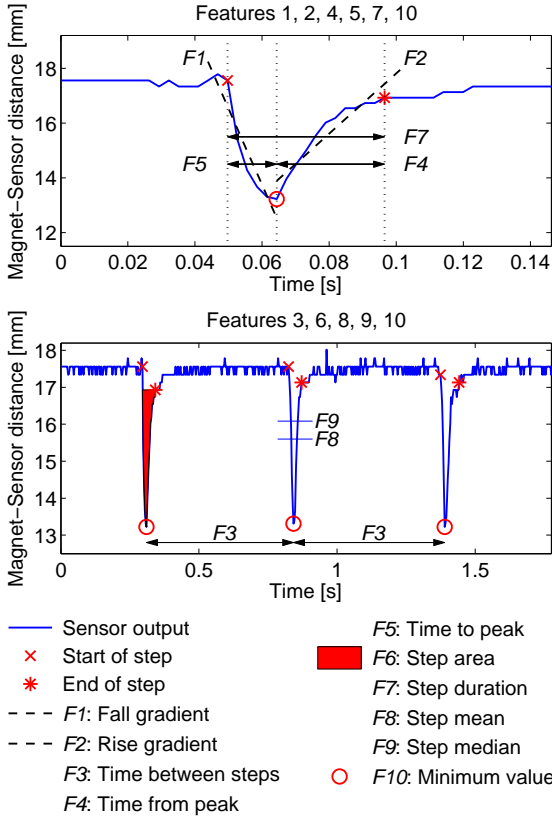 Features 1, 2, 4, 5, 7, 10
Magnet−Sensor distance [mm]
18
16
14
12
F1
F2
F7
F5
F4
0
0.02
0.04
0.06
0.08
0.1
0.12
0.14
Time [s]
Features 3, 6, 8, 9, 10
Magnet−Sensor distance [mm]
18
17
16
15
14
13
F9
F8
F3
F3
0
0.5
1
1.5
Time [s]
Sensor output
Start of step
End of step
F1: Fall gradient
F2: Rise gradient
F3: Time between steps
F4: Time from peak
F5: Time to peak
F6: Step area
F7: Step duration
F8: Step mean
F9: Step median
F10: Minimum value